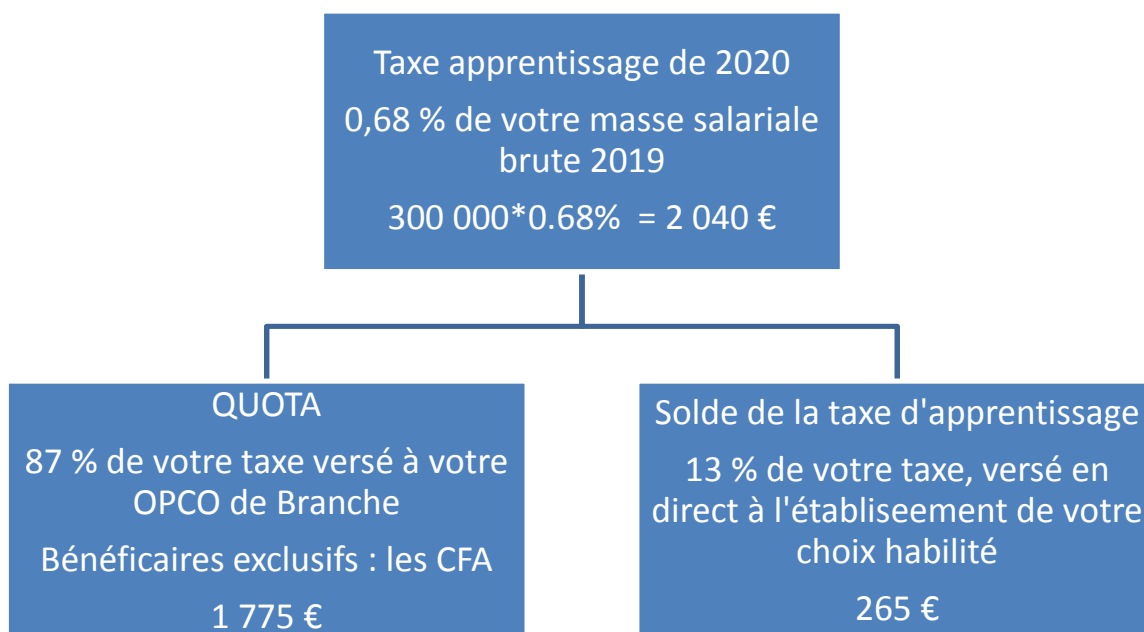 Taxe apprentissage de 2020
0,68 % de votre masse salariale
brute 2019
300 000*0.68%  = 2 040 €
QUOTA
87 % de votre taxe versé à votre
OPCO de Branche
Bénéficaires exclusifs : les CFA
1 775 €
Solde de la taxe d'apprentissage
13 % de votre taxe, versé en
direct à l'établiseement de votre
choix habilité
265 €